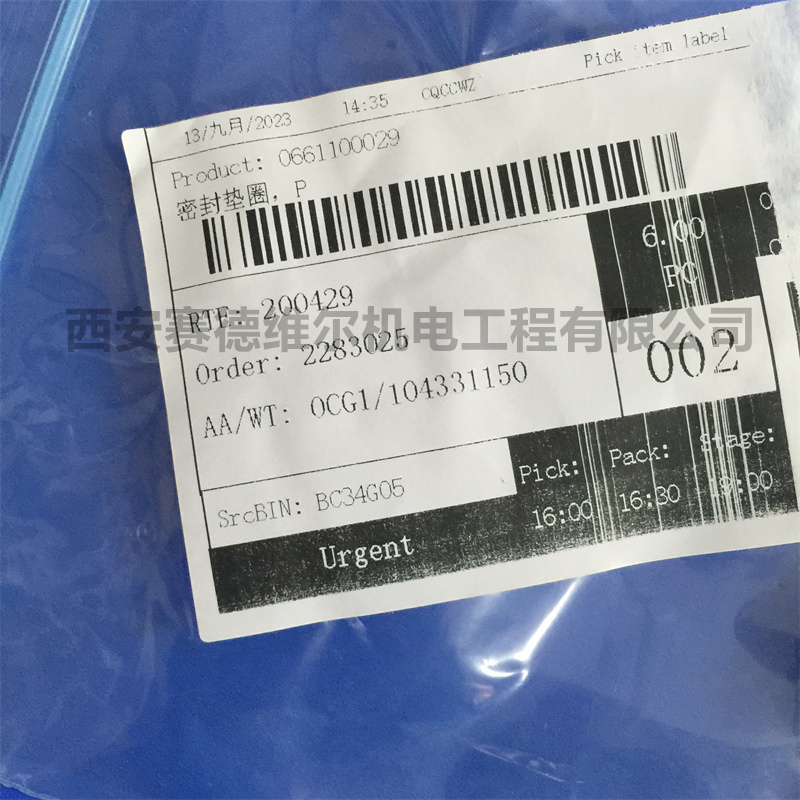 Pick item label
13/九月/2023 14:35 CQCCWZ
Product: 0661100029
密封垫圈, P
6.00
PC
RTE: 200429
西安赛德维尔机电工程有限公司
Order: 2283025
002
AA/WT: OCG1/104331150
Pick: Pack: Stage:
SrcBIN: BC34G05
16:00 16:30
Urgent